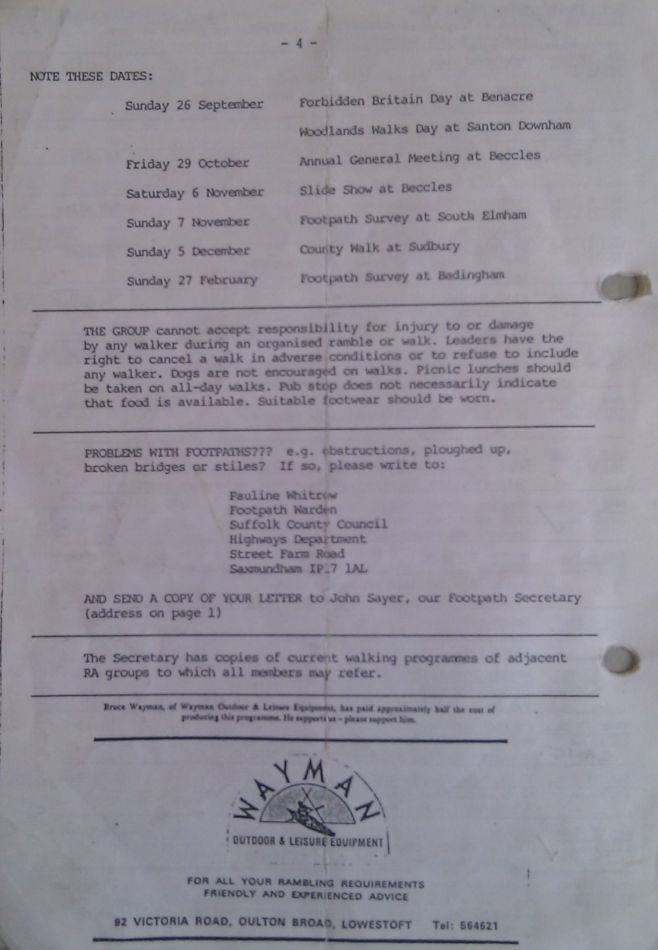 - 4 -
NOTE THESE DATES:
Sunday 26 September Forbidden Britain Day at Benacre
Woodlands Walks Day at Santon Downham
Friday 29 October Annual General Meeting at Beccles
Saturday 6 November Slide Show at Beccles
Sunday 7 November Footpath Survey at South Elmham
Sunday 5 December County Walk at Sudbury
Sunday 27 February Footpath Survey at Badingham
THE GROUP cannot accept responsibility for injury to or damage
by any walker during an organised ramble or walk. Leaders have the
right to cancel a walk in adverse conditions or to refuse to include
any walker. Dogs are not encouraged on walks. Picnic lunches should
be taken on all-day walks. Pub stop does not necessarily indicate
that food is available. Suitable footwear should be worn.
PROBLEMS WITH FOOTPATHS??? e.g. obstructions, ploughed up,
broken bridges or stiles? If so, please write to:
Pauline Whitrow
Footpath Warden
Suffolk County Council
Highways Department
Street Farm Road
Saxmundham IP17 1AL
AND SEND A COPY OF YOUR LETTER to John Sayer, our Footpath Secretary
(address on page 1)
The Secretary has copies of current walking programmes of adjacent
RA groups to which all members may refer.
Bruce Wayman, of Wayman Outdoor & Leisure Equipment, has paid approximately half the cost of
producing this programme. He supports us - please support him.
WAYMAN
OUTDOOR & LEISURE EQUIPMENT
FOR ALL YOUR RAMBLING REQUIREMENTS
FRIENDLY AND EXPERIENCED ADVICE
92 VICTORIA ROAD, OULTON BROAD, LOWESTOFT Tel: 564621